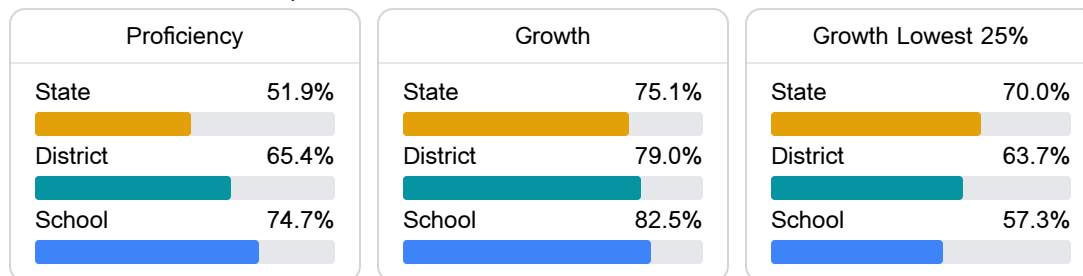 Proficiency
State 51.9%
District 65.4%
School 74.7%
Growth
State 75.1%
District 79.0%
School 82.5%
Growth Lowest 25%
State 70.0%
District 63.7%
School 57.3%